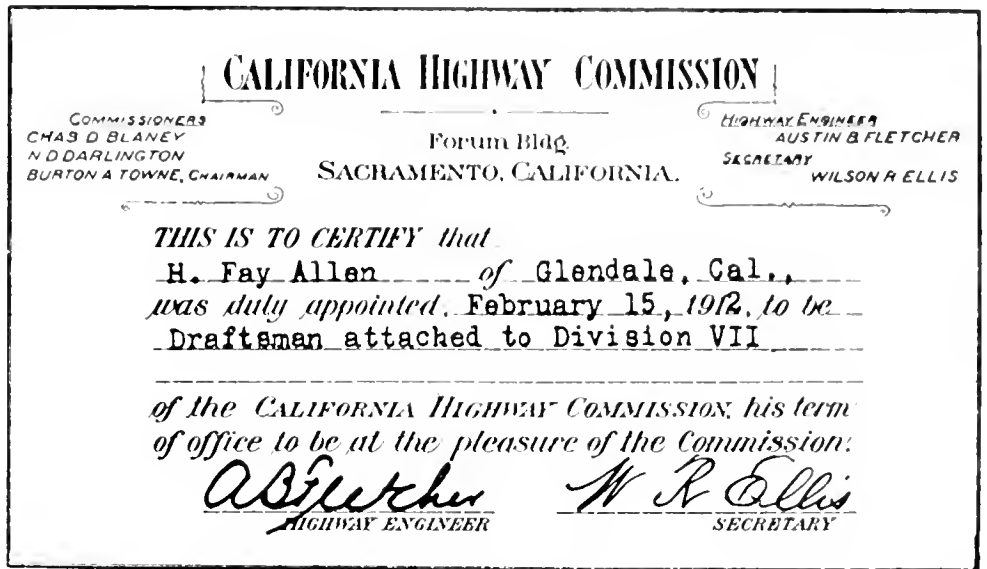 CALIFORNIA HIGHWAY COMMISSION
COMMISSIONERS
CHAS D BLANEY
N D DARLINGTON
BURTON A TOWNE, CHAIRMAN
Forum Bldg.
SACRAMENTO, CALIFORNIA.
HIGHWAY ENGINEER
AUSTIN B FLETCHER
SECRETARY
WILSON R ELLIS
THIS IS TO CERTIFY that
H. Fay Allen of Glendale, Cal.,
was duly appointed, February 15, 1912, to be
Draftsman attached to Division VII
of the CALIFORNIA HIGHWAY COMMISSION, his term
of office to be at the pleasure of the Commission.
A B Fletcher W R Ellis
HIGHWAY ENGINEER SECRETARY